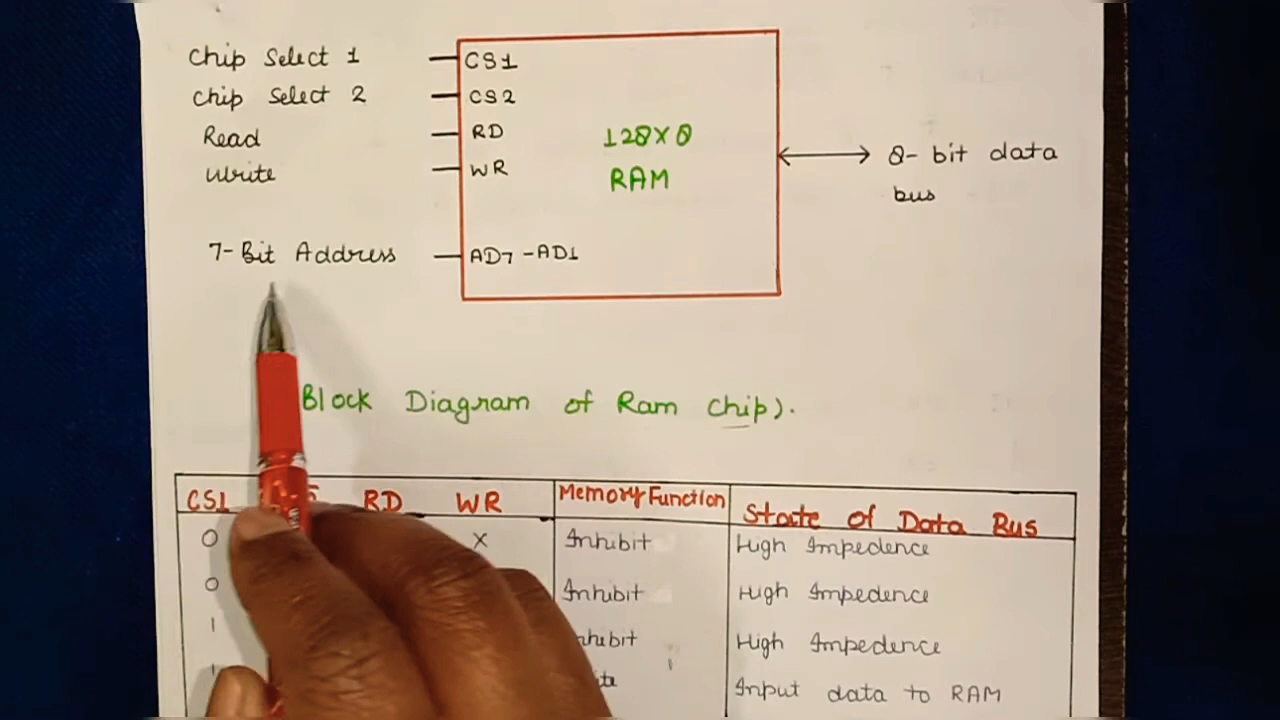 Chip Select 1 CS1
Chip Select 2 CS2
Read RD
Write WR
128X8
RAM
8- bit data
bus
7-Bit Address AD7 -AD1
Block Diagram of Ram Chip).
CS1 RD WR Memory Function State of Data Bus
0 X Inhibit High Impedence
0 Inhibit High Impedence
1 High Impedence
1 Input data to RAM